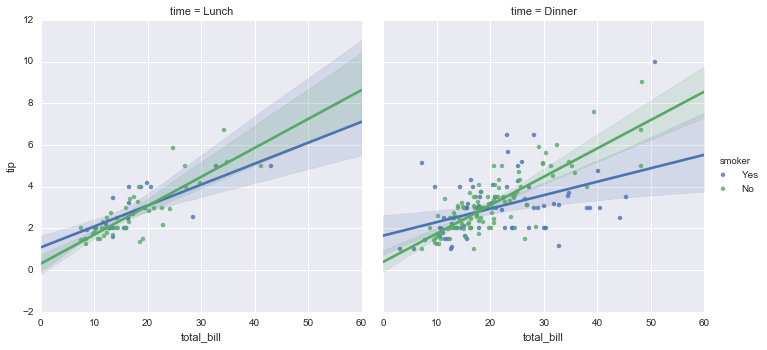 time = Lunch
time = Dinner
12
10
8
6
4
2
0
−2
tip
0 10 20 30 40 50 60
0 10 20 30 40 50 60
total_bill
total_bill
smoker
Yes
No